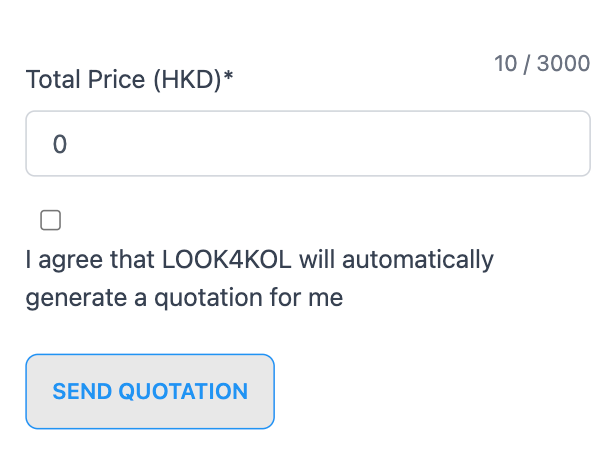 10 / 3000
Total Price (HKD)*
0
I agree that LOOK4KOL will automatically
generate a quotation for me
SEND QUOTATION